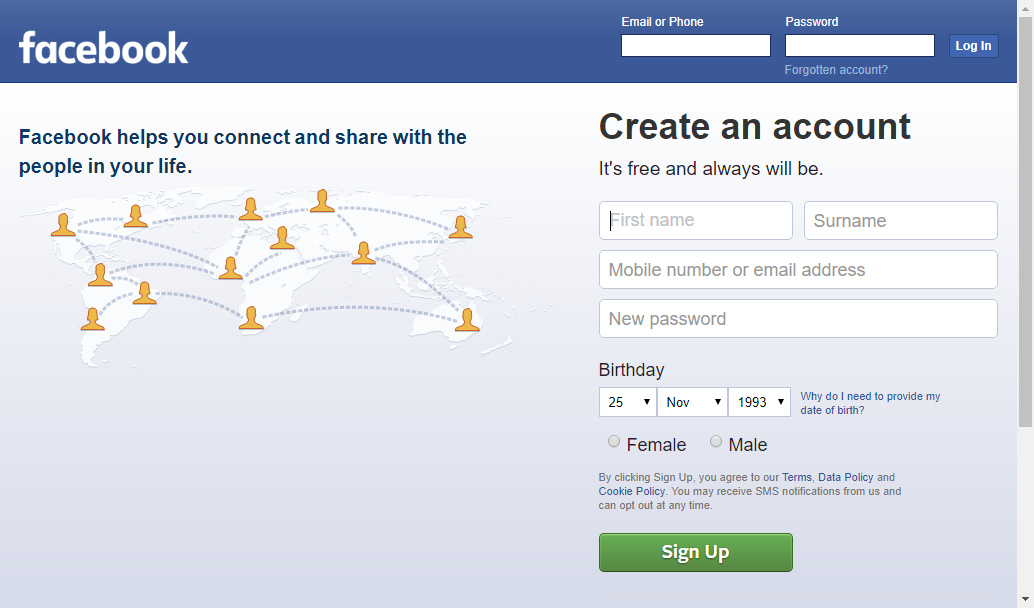 facebook
Email or Phone
Password
Log In
Forgotten account?
Facebook helps you connect and share with the
people in your life.
Create an account
It's free and always will be.
First name
Surname
Mobile number or email address
New password
Birthday
25
Nov
1993
Why do I need to provide my
date of birth?
Female
Male
By clicking Sign Up, you agree to our Terms, Data Policy and
Cookie Policy. You may receive SMS notifications from us and
can opt out at any time.
Sign Up